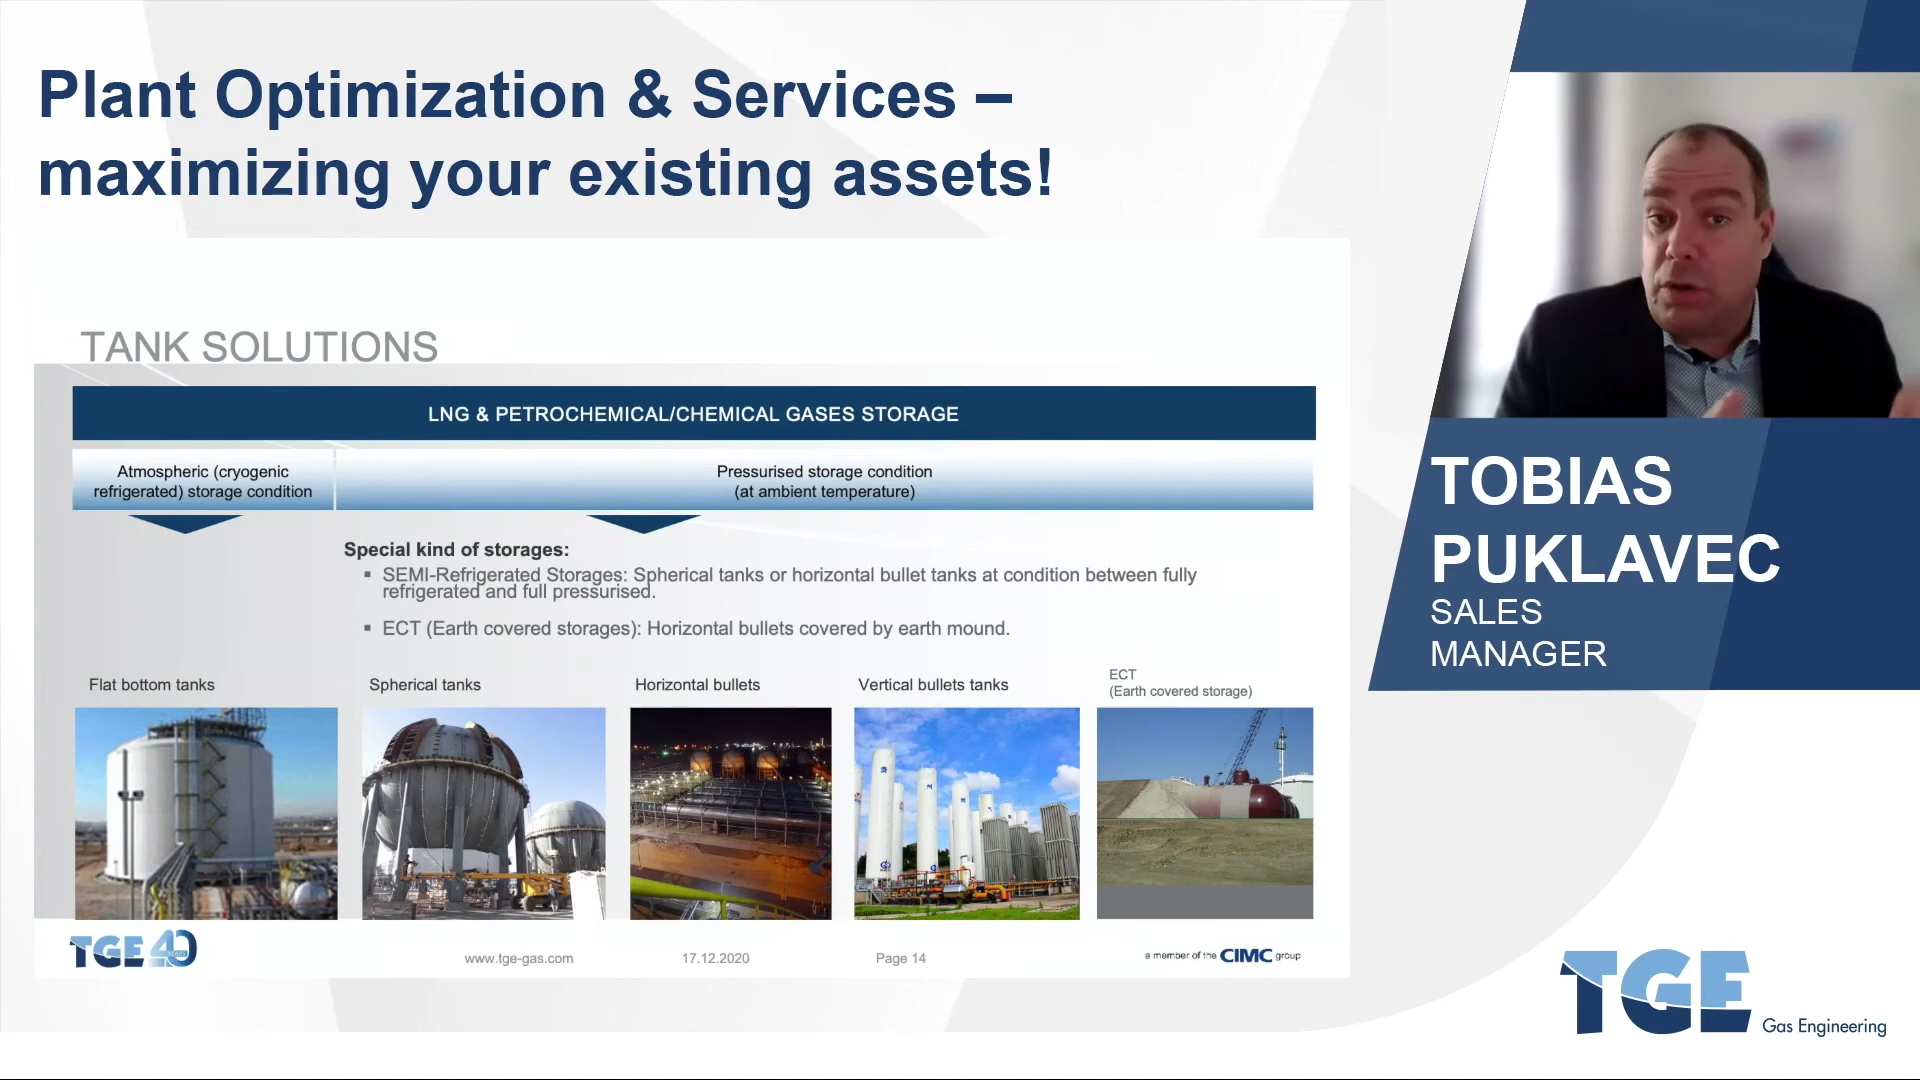 Plant Optimization & Services –
maximizing your existing assets!
TANK SOLUTIONS
LNG & PETROCHEMICAL/CHEMICAL GASES STORAGE
Atmospheric (cryogenic
refrigerated) storage condition
Pressurised storage condition
(at ambient temperature)
Special kind of storages:
▪ SEMI-Refrigerated Storages: Spherical tanks or horizontal bullet tanks at condition between fully
refrigerated and full pressurised.
▪ ECT (Earth covered storages): Horizontal bullets covered by earth mound.
Flat bottom tanks
Spherical tanks
Horizontal bullets
Vertical bullets tanks
ECT
(Earth covered storage)
TGE 40
YEARS
www.tge-gas.com
17.12.2020
Page 14
a member of the CIMC group
TOBIAS
PUKLAVEC
SALES
MANAGER
TGE
Gas Engineering